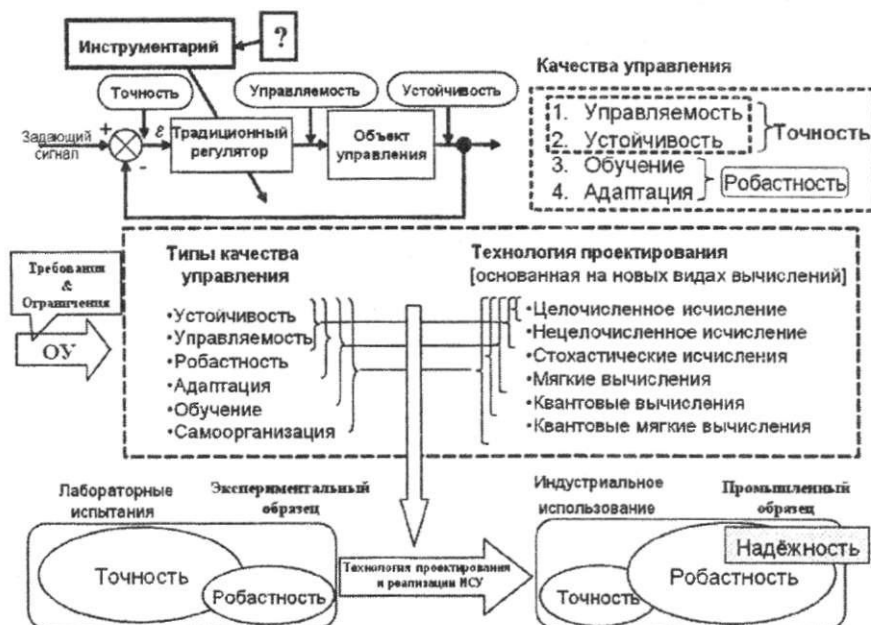 Инструментарий
?
Точность
Управляемость
Устойчивость
Задающий
сигнал
+
-
ε
Традиционный
регулятор
Объект
управления
Качества управления
1. Управляемость
2. Устойчивость
Точность
3. Обучение
4. Адаптация
Робастность
Требования
&
Ограничения
ОУ
Типы качества
управления
•Устойчивость
•Управляемость
•Робастность
•Адаптация
•Обучение
•Самоорганизация
Технология проектирования
[основанная на новых видах вычислений]
•Целочисленное исчисление
•Нецелочисленное исчисление
•Стохастические исчисления
•Мягкие вычисления
•Квантовые вычисления
•Квантовые мягкие вычисления
Лабораторные
испытания
Экспериментальный
образец
Точность
Робастность
Технология проектирования
и реализации ИСУ
Индустриальное
использование
Промышленный
образец
Надёжность
Робастность
Точность